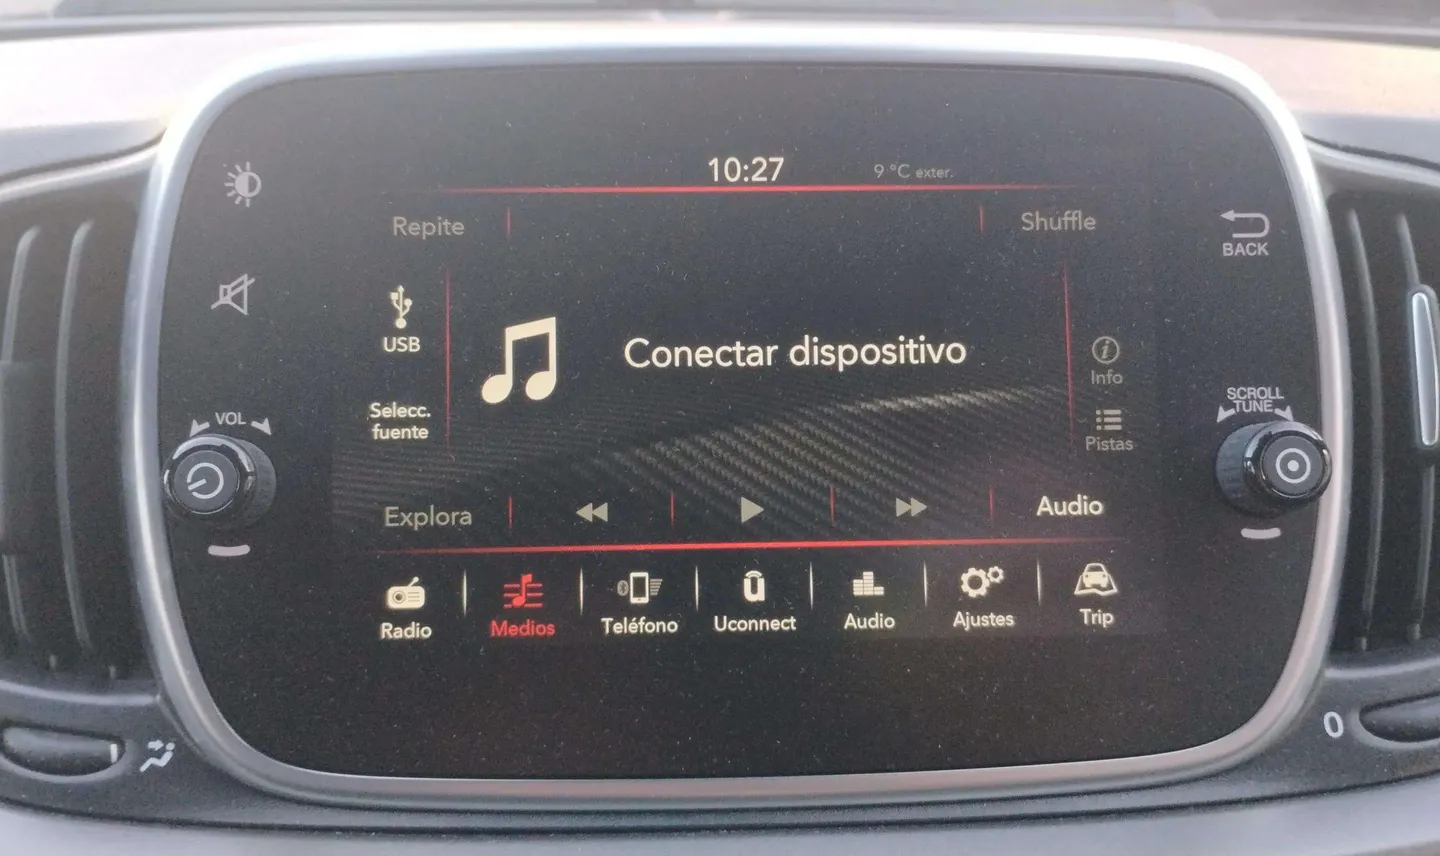 10:27
9 °C exter.
Repite
Shuffle
BACK
USB
Conectar dispositivo
Info
Selecc.
fuente
Pistas
VOL
SCROLL
TUNE
Explora
Audio
Radio
Medios
Teléfono
Uconnect
Audio
Ajustes
Trip
0